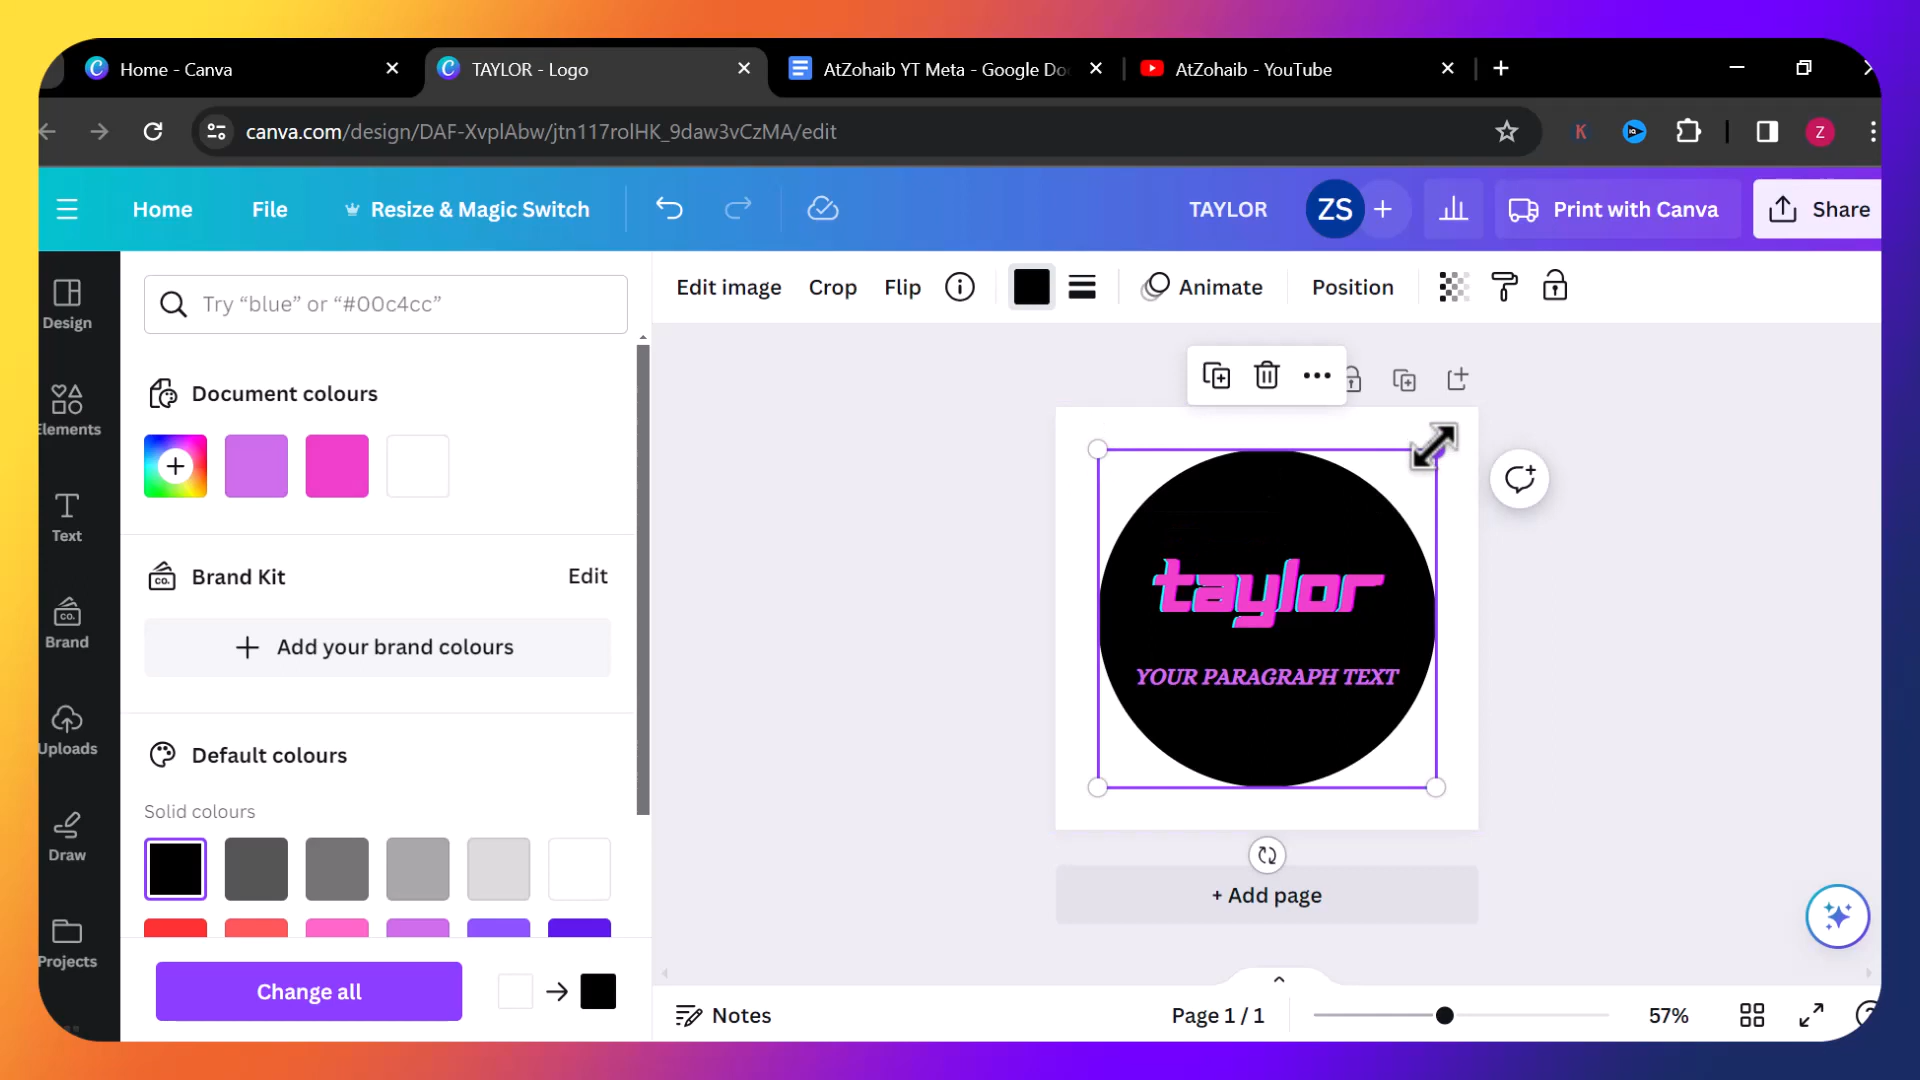 Home - Canva
TAYLOR - Logo
AtZohaib YT Meta - Google Do
AtZohaib - YouTube
canva.com/design/DAF-XvplAbw/jtn117rolHK_9daw3vCzMA/edit
K
Z
Home
File
Resize & Magic Switch
TAYLOR
ZS
Print with Canva
Share
Design
Elements
Text
Brand
Uploads
Draw
Projects
Try “blue” or “#00c4cc”
Document colours
Brand Kit
Edit
CO.
Add your brand colours
Default colours
Solid colours
Change all
Edit image
Crop
Flip
Animate
Position
taylor
YOUR PARAGRAPH TEXT
+ Add page
Notes
Page 1 / 1
57%